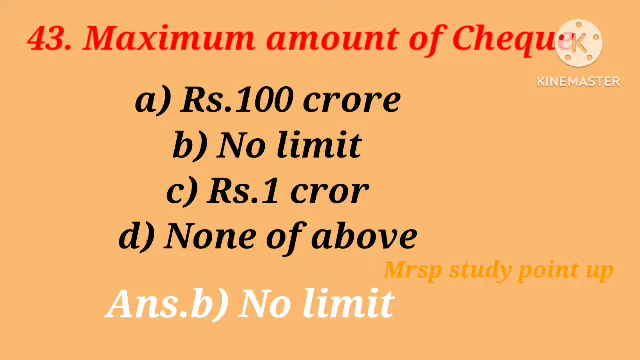 43. Maximum amount of Cheque
KINEMASTER
a) Rs.100 crore
b) No limit
c) Rs.1 cror
d) None of above
Mrsp study point up
Ans.b) No limit